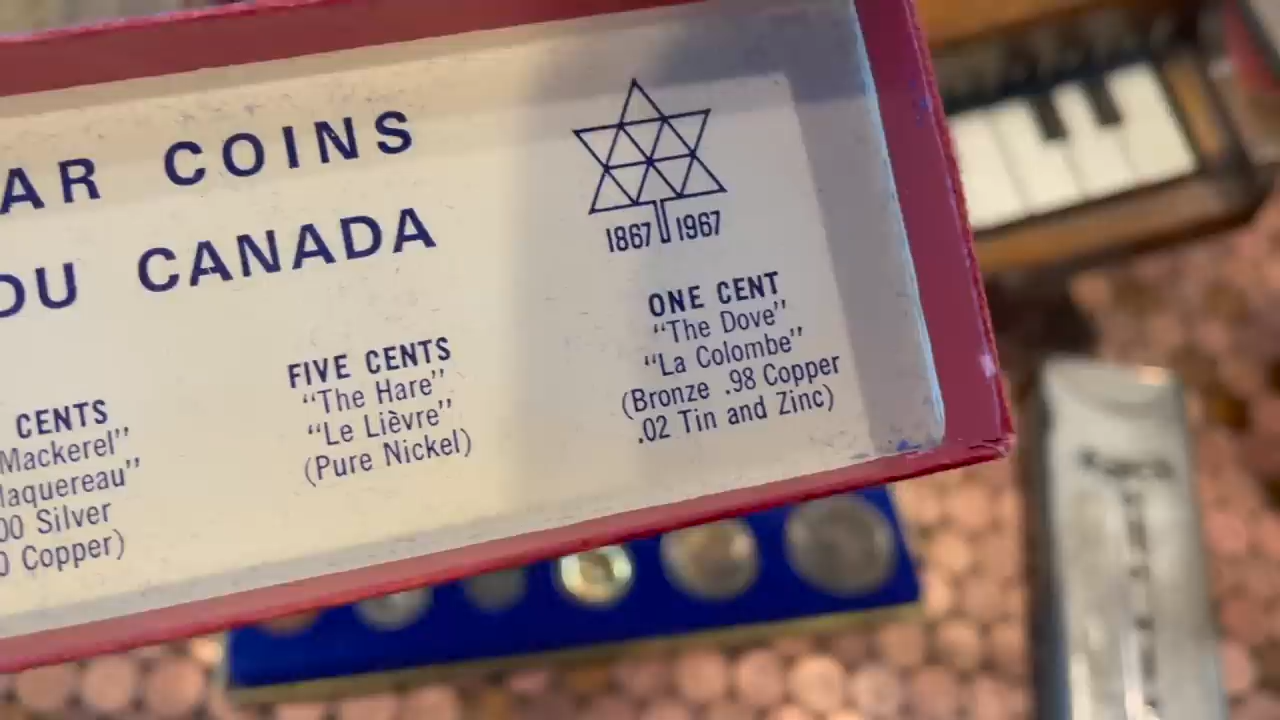 AR COINS
DU CANADA
1867 1967
CENTS
Mackerel”
Maquereau”
00 Silver
0 Copper)
FIVE CENTS
“The Hare”
“Le Lièvre”
(Pure Nickel)
ONE CENT
“The Dove”
“La Colombe”
(Bronze .98 Copper
.02 Tin and Zinc)